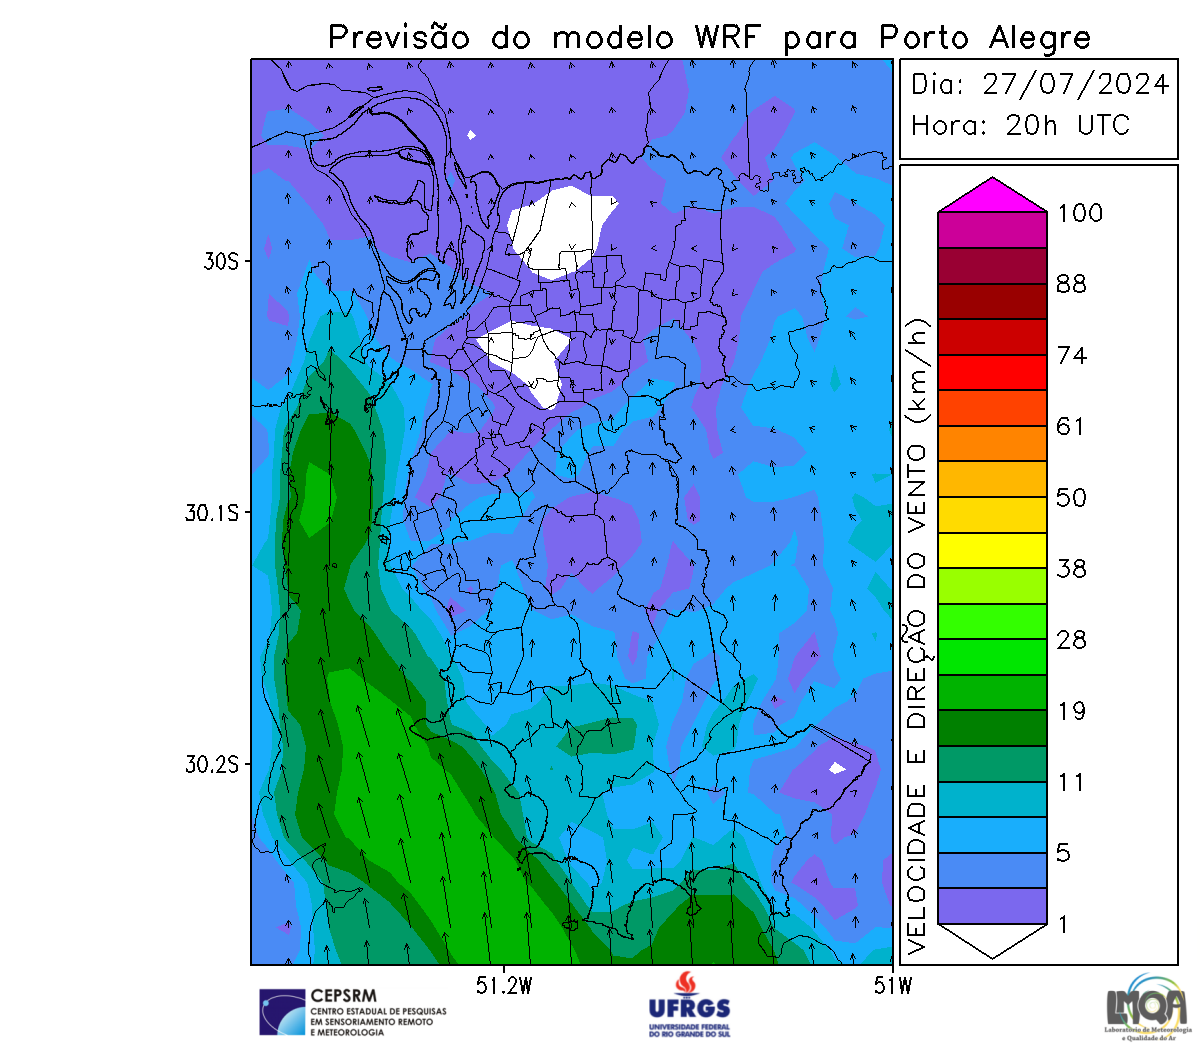 Previsão do modelo WRF para Porto Alegre
Dia: 27/07/2024
Hora: 20h UTC
30S
30.1S
30.2S
51.2W
51W
VELOCIDADE E DIREÇÃO DO VENTO (km/h)
100
88
74
61
50
38
28
19
11
5
1
CEPSRM
CENTRO ESTADUAL DE PESQUISAS
EM SENSORIAMENTO REMOTO
E METEOROLOGIA
UFRGS
UNIVERSIDADE FEDERAL
DO RIO GRANDE DO SUL
LMQA
Laboratório de Meteorologia
e Qualidade do Ar